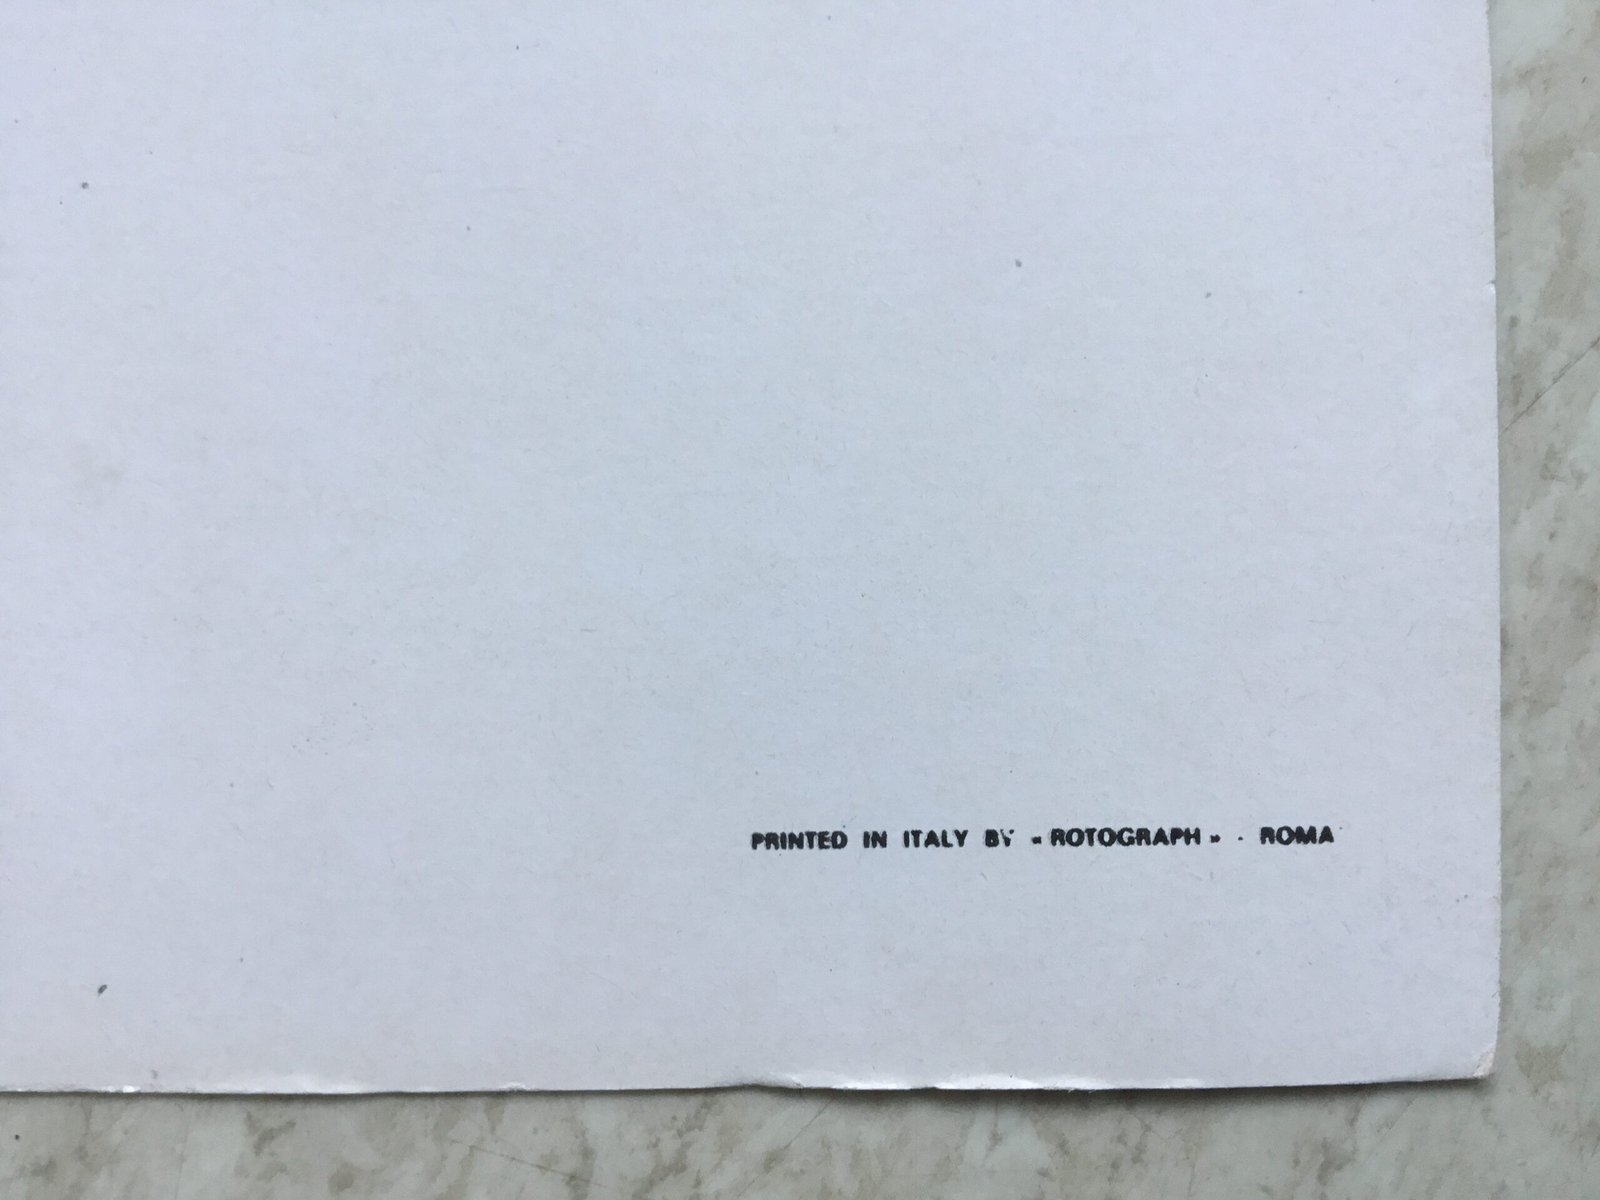 PRINTED IN ITALY BY « ROTOGRAPH » - ROMA